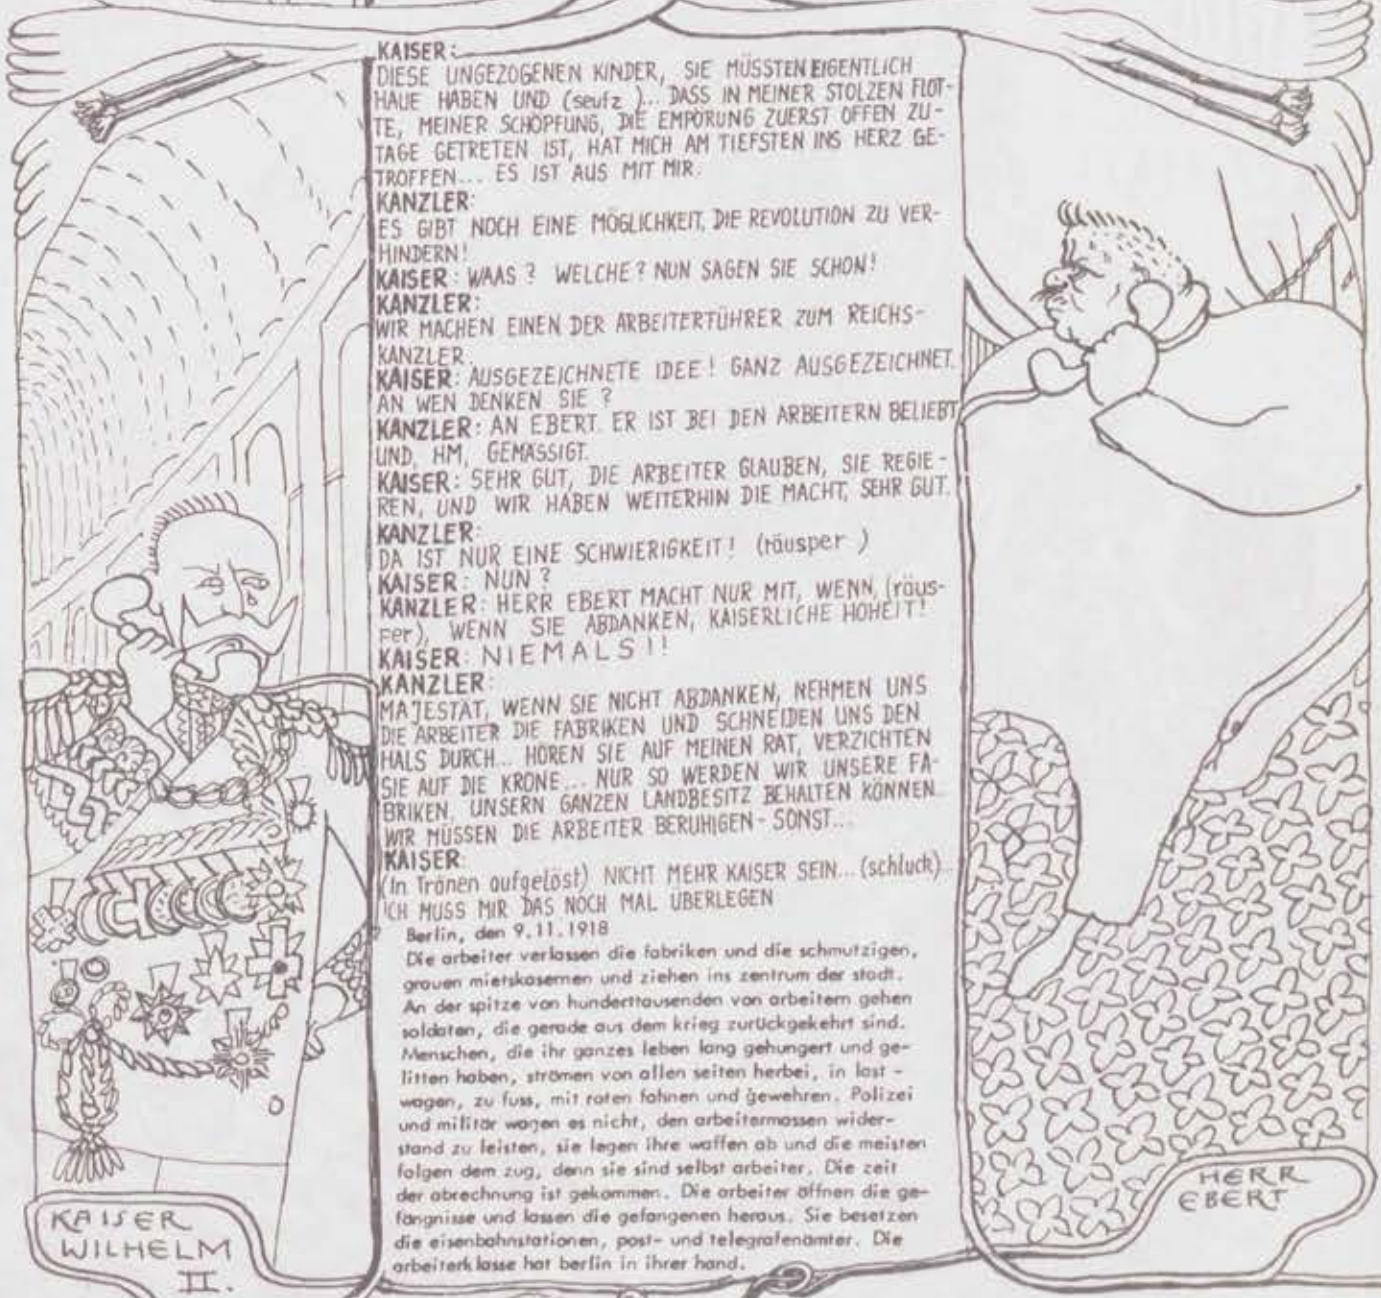 KAISER:
DIESE UNGEZOGENEN KINDER, SIE MÜSSTEN EIGENTLICH
HAUE HABEN UND (seufz)... DASS IN MEINER STOLZEN FLOT-
TE, MEINER SCHÖPFUNG, DIE EMPÖRUNG ZUERST OFFEN ZU-
TAGE GETRETEN IST, HAT MICH AM TIEFSTEN INS HERZ GE-
TROFFEN... ES IST AUS MIT MIR.
KANZLER:
ES GIBT NOCH EINE MÖGLICHKEIT, DIE REVOLUTION ZU VER-
HINDERN!
KAISER: WAAS? WELCHE? NUN SAGEN SIE SCHON!
KANZLER:
WIR MACHEN EINEN DER ARBEITERFÜHRER ZUM REICHS-
KANZLER.
KAISER: AUSGEZEICHNETE IDEE! GANZ AUSGEZEICHNET.
AN WEN DENKEN SIE?
KANZLER: AN EBERT. ER IST BEI DEN ARBEITERN BELIEBT
UND, HM, GEMÄSSIGT.
KAISER: SEHR GUT, DIE ARBEITER GLAUBEN, SIE REGIE-
REN, UND WIR HABEN WEITERHIN DIE MACHT, SEHR GUT.
KANZLER:
DA IST NUR EINE SCHWIERIGKEIT! (räusper)
KAISER: NUN?
KANZLER: HERR EBERT MACHT NUR MIT, WENN, (räus-
per), WENN SIE ABDANKEN, KAISERLICHE HOHEIT!
KAISER: NIEMALS!!
KANZLER:
MAJESTÄT, WENN SIE NICHT ABDANKEN, NEHMEN UNS
DIE ARBEITER DIE FABRIKEN UND SCHNEIDEN UNS DEN
HALS DURCH... HÖREN SIE AUF MEINEN RAT, VERZICHTEN
SIE AUF DIE KRONE... NUR SO WERDEN WIR UNSERE FA-
BRIKEN, UNSERN GANZEN LANDBESITZ BEHALTEN KÖNNEN.
WIR MÜSSEN DIE ARBEITER BERUHIGEN - SONST...
KAISER:
(In Tränen aufgelöst) NICHT MEHR KAISER SEIN... (schluck)...
ICH MUSS MIR DAS NOCH MAL ÜBERLEGEN
Berlin, den 9.11.1918
Die arbeiter verlassen die fabriken und die schmutzigen,
grauen mietskasernen und ziehen ins zentrum der stadt.
An der spitze von hunderttausenden von arbeitern gehen
soldaten, die gerade aus dem krieg zurückgekehrt sind.
Menschen, die ihr ganzes leben lang gehungert und ge-
litten haben, strömen von allen seiten herbei, in last -
wagen, zu fuss, mit roten fahnen und gewehren. Polizei
und militär wagen es nicht, den arbeitermassen wider-
stand zu leisten, sie legen ihre waffen ab und die meisten
folgen dem zug, denn sie sind selbst arbeiter. Die zeit
der abrechnung ist gekommen. Die arbeiter öffnen die ge-
fängnisse und lassen die gefangenen heraus. Sie besetzen
die eisenbahnstationen, post- und telegrafenämter. Die
arbeiterklasse hat berlin in ihrer hand.
KAISER
WILHELM
II.
HERR
EBERT